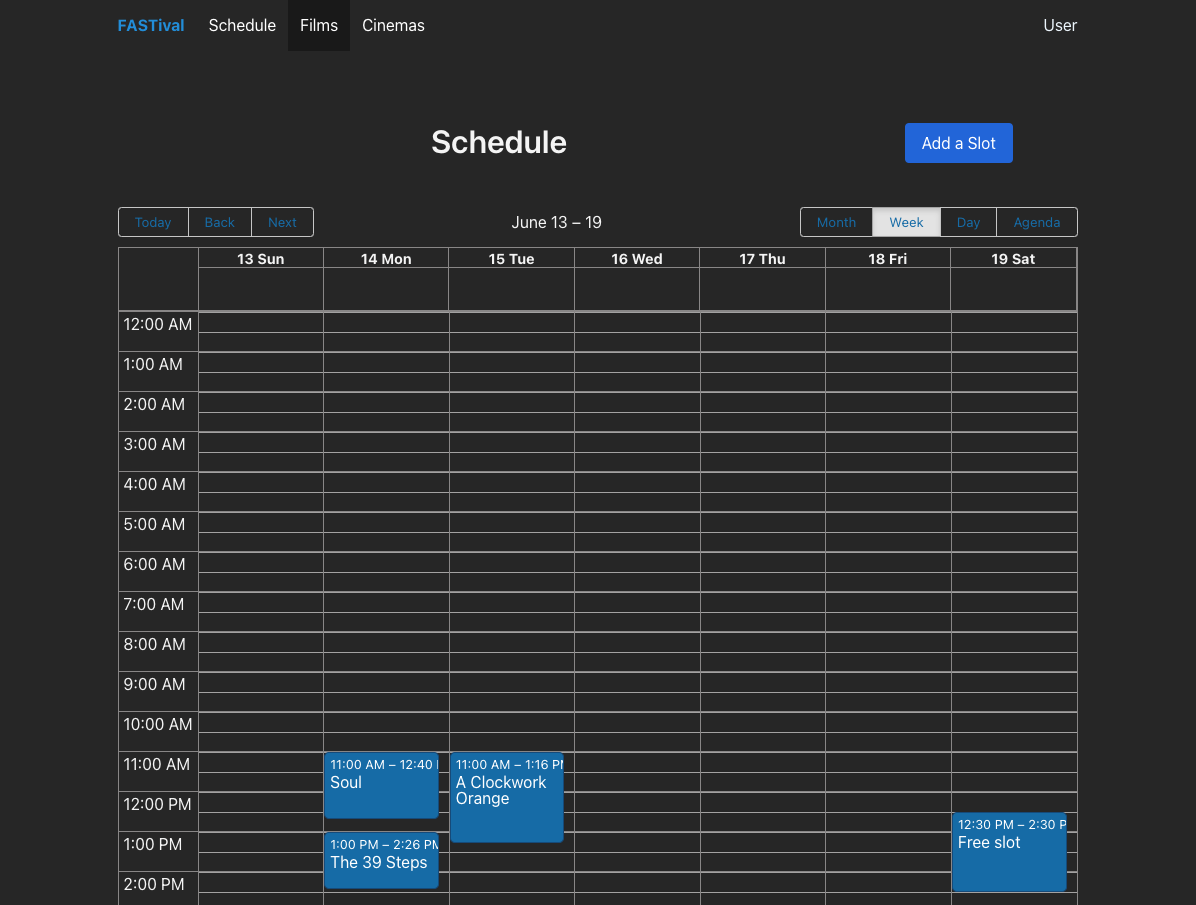 FASTival Schedule Films Cinemas User
Schedule
Add a Slot
Today Back Next
June 13 – 19
Month Week Day Agenda
13 Sun 14 Mon 15 Tue 16 Wed 17 Thu 18 Fri 19 Sat
12:00 AM
1:00 AM
2:00 AM
3:00 AM
4:00 AM
5:00 AM
6:00 AM
7:00 AM
8:00 AM
9:00 AM
10:00 AM
11:00 AM
12:00 PM
1:00 PM
2:00 PM
11:00 AM – 12:40
Soul
1:00 PM – 2:26 PM
The 39 Steps
11:00 AM – 1:16 PM
A Clockwork
Orange
12:30 PM – 2:30 P
Free slot